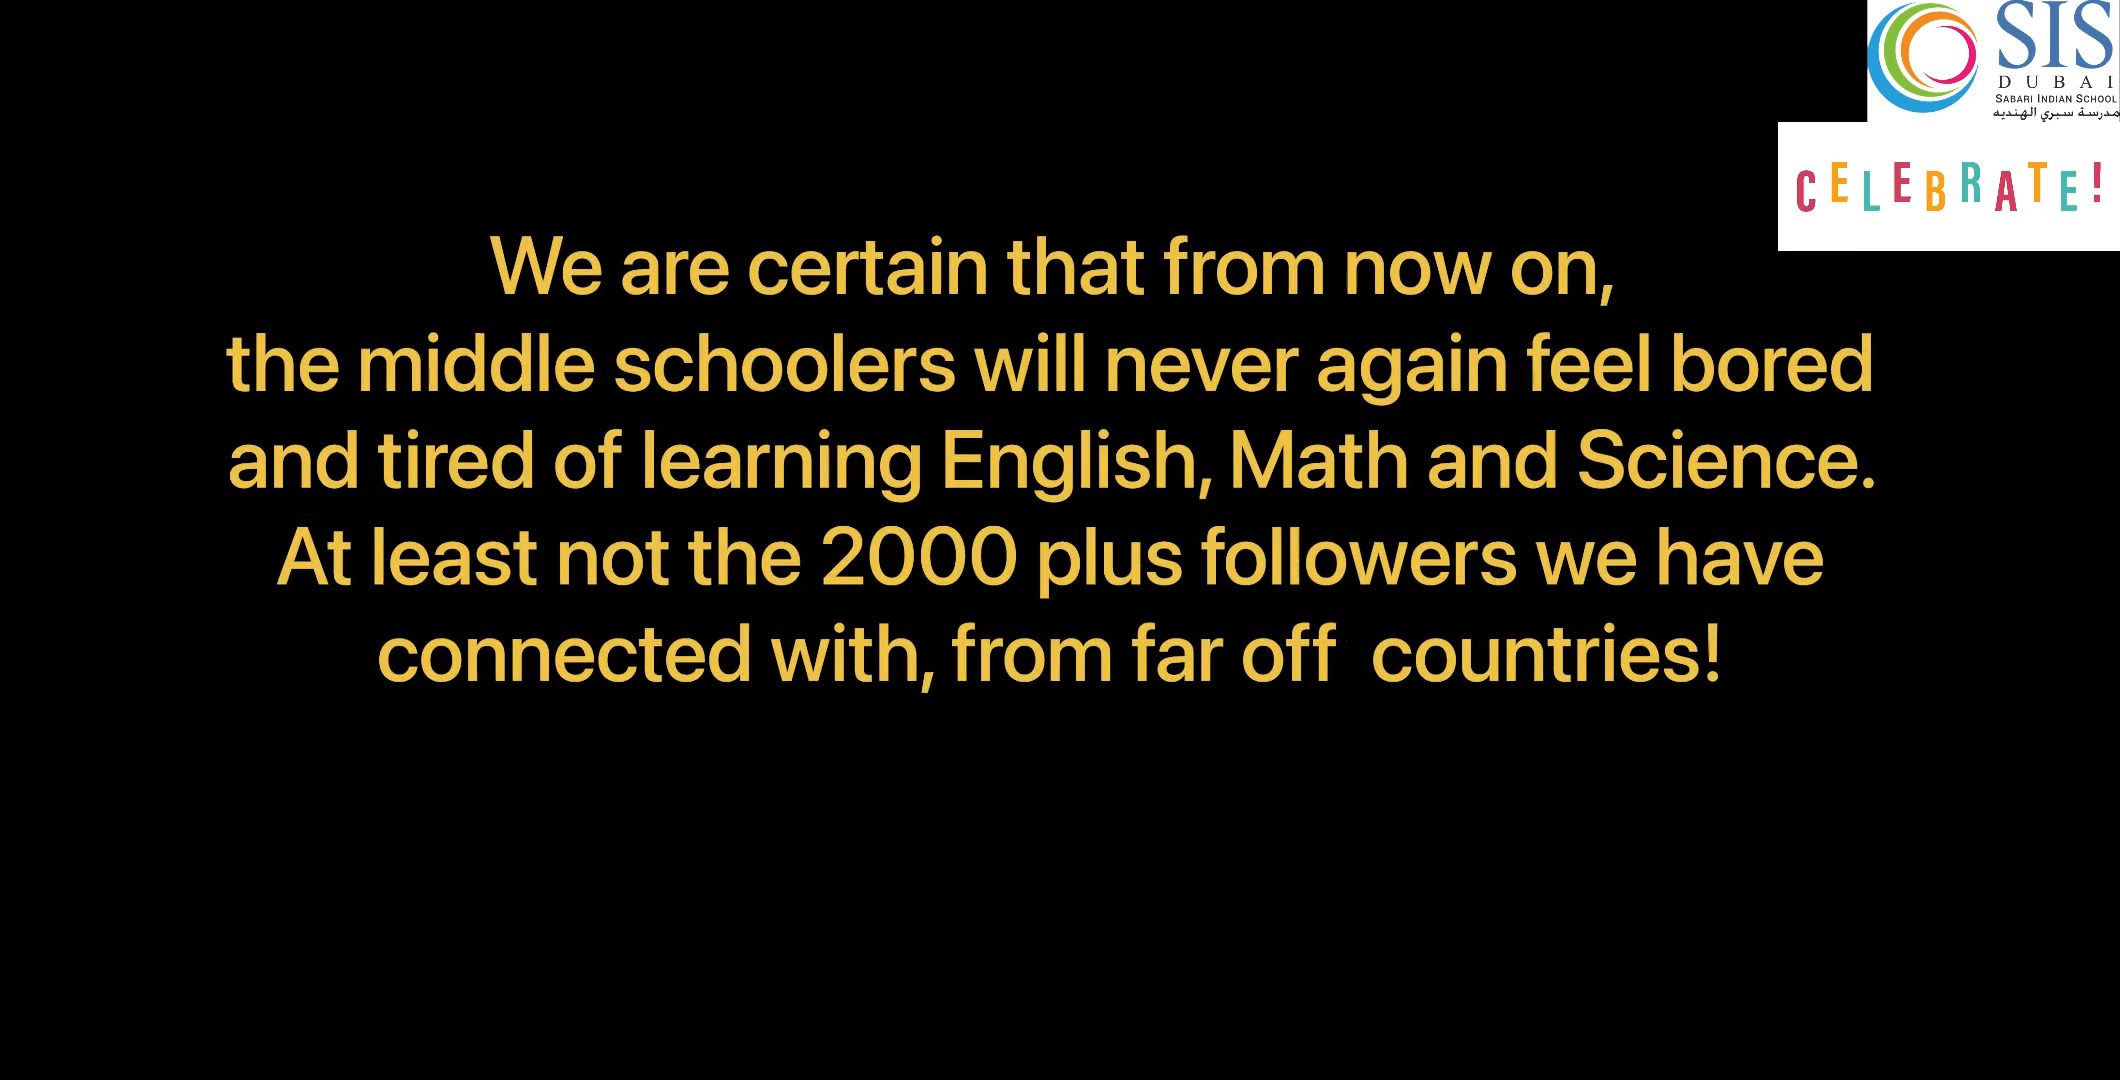 SIS
DUBAI
SABARI INDIAN SCHOOL
مدرسة سبري الهنديه
CELEBRATE!
We are certain that from now on,
the middle schoolers will never again feel bored
and tired of learning English, Math and Science.
At least not the 2000 plus followers we have
connected with, from far off  countries!